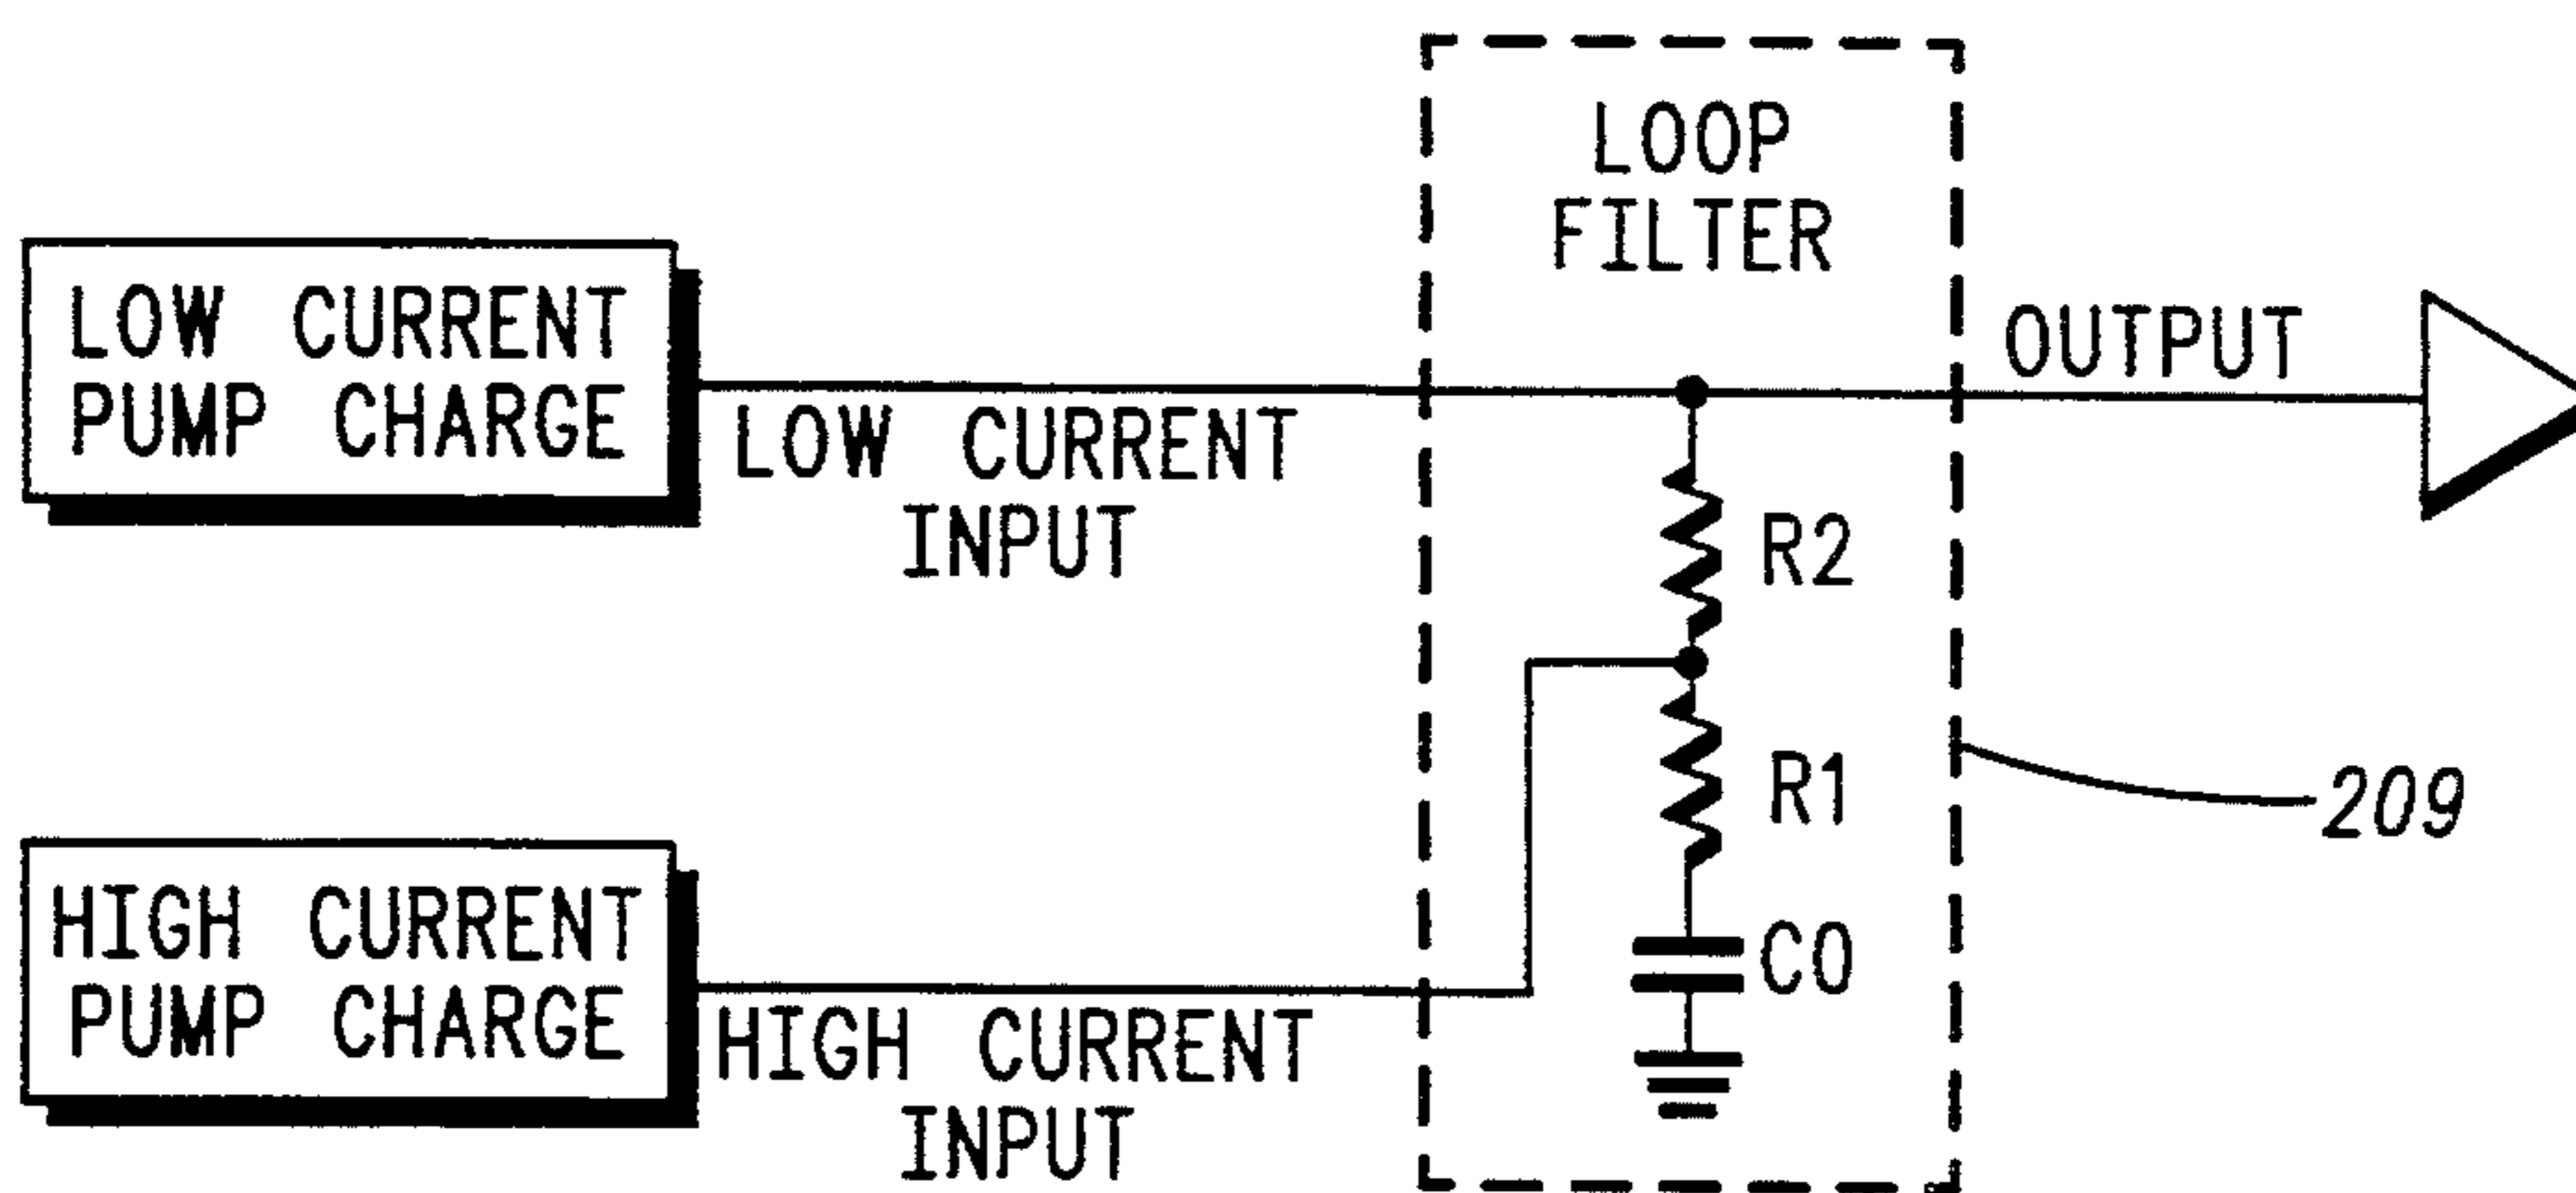 LOOP
FILTER
LOW CURRENT
PUMP CHARGE
LOW CURRENT
INPUT
OUTPUT
R2
R1
209
C0
HIGH CURRENT
PUMP CHARGE
HIGH CURRENT
INPUT